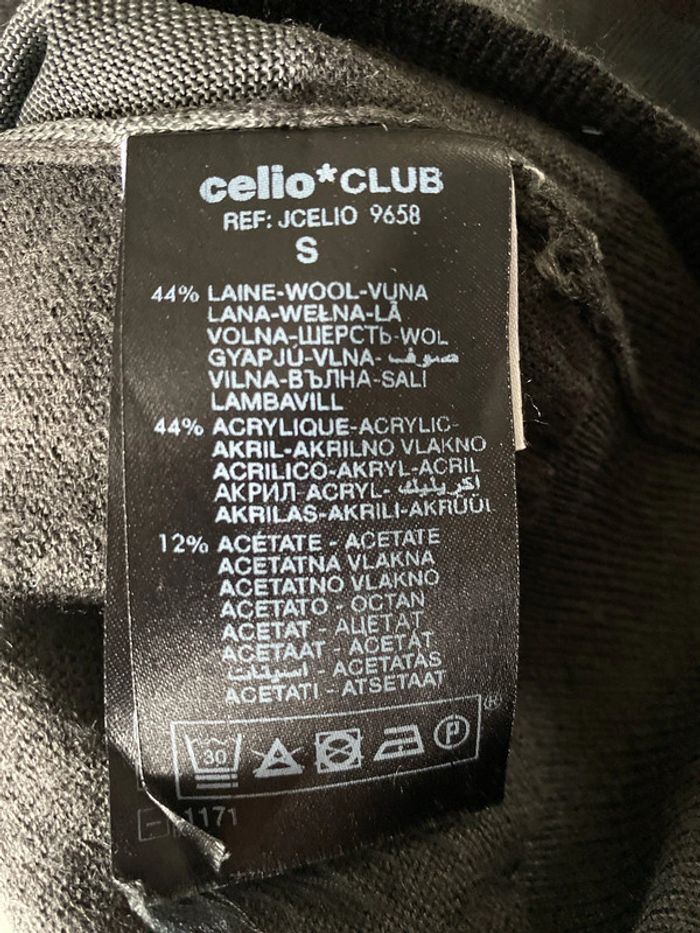 celio*CLUB
REF: JCELIO 9658
S
44% LAINE-WOOL-VUNA
LANA-WEŁNA-LÃ
VOLNA-ШЕРСТЬ-WOL
GYAPJÚ-VLNA- صوف-
VILNA-ВЪЛНА-SALI
LAMBAVILL
44% ACRYLIQUE-ACRYLIC-
AKRIL-AKRILNO VLAKNO
ACRILICO-AKRYL-ACRIL
АКРИЛ-ACRYL- اكريليك-
AKRILAS-AKRILI-AKRÜÜL
12% ACÉTATE - ACETATE
ACETATNA VLAKNA
ACETATNO VLAKNO
ACETATO - OCTAN
ACETAT - АЦЕТАТ
ACETAAT - ACETÁT
اسيتات - ACETATAS
ACETATI - ATSETAAT
30 P ®
1171